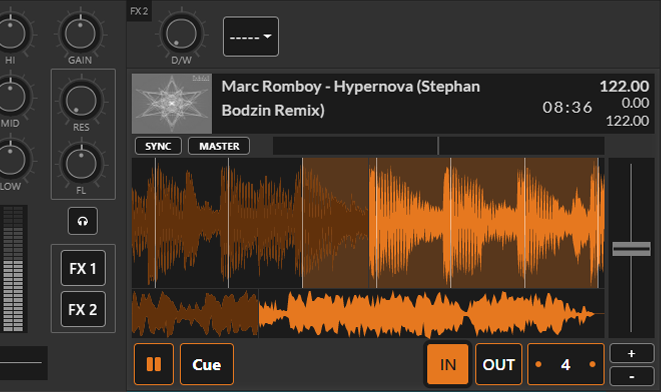 FX 2
HI
GAIN
D/W
-----
Marc Romboy - Hypernova (Stephan
Bodzin Remix)
08:36
122.00
0.00
122.00
MID
RES
SYNC
MASTER
LOW
FL
FX 1
FX 2
Cue
IN
OUT
4
+
-